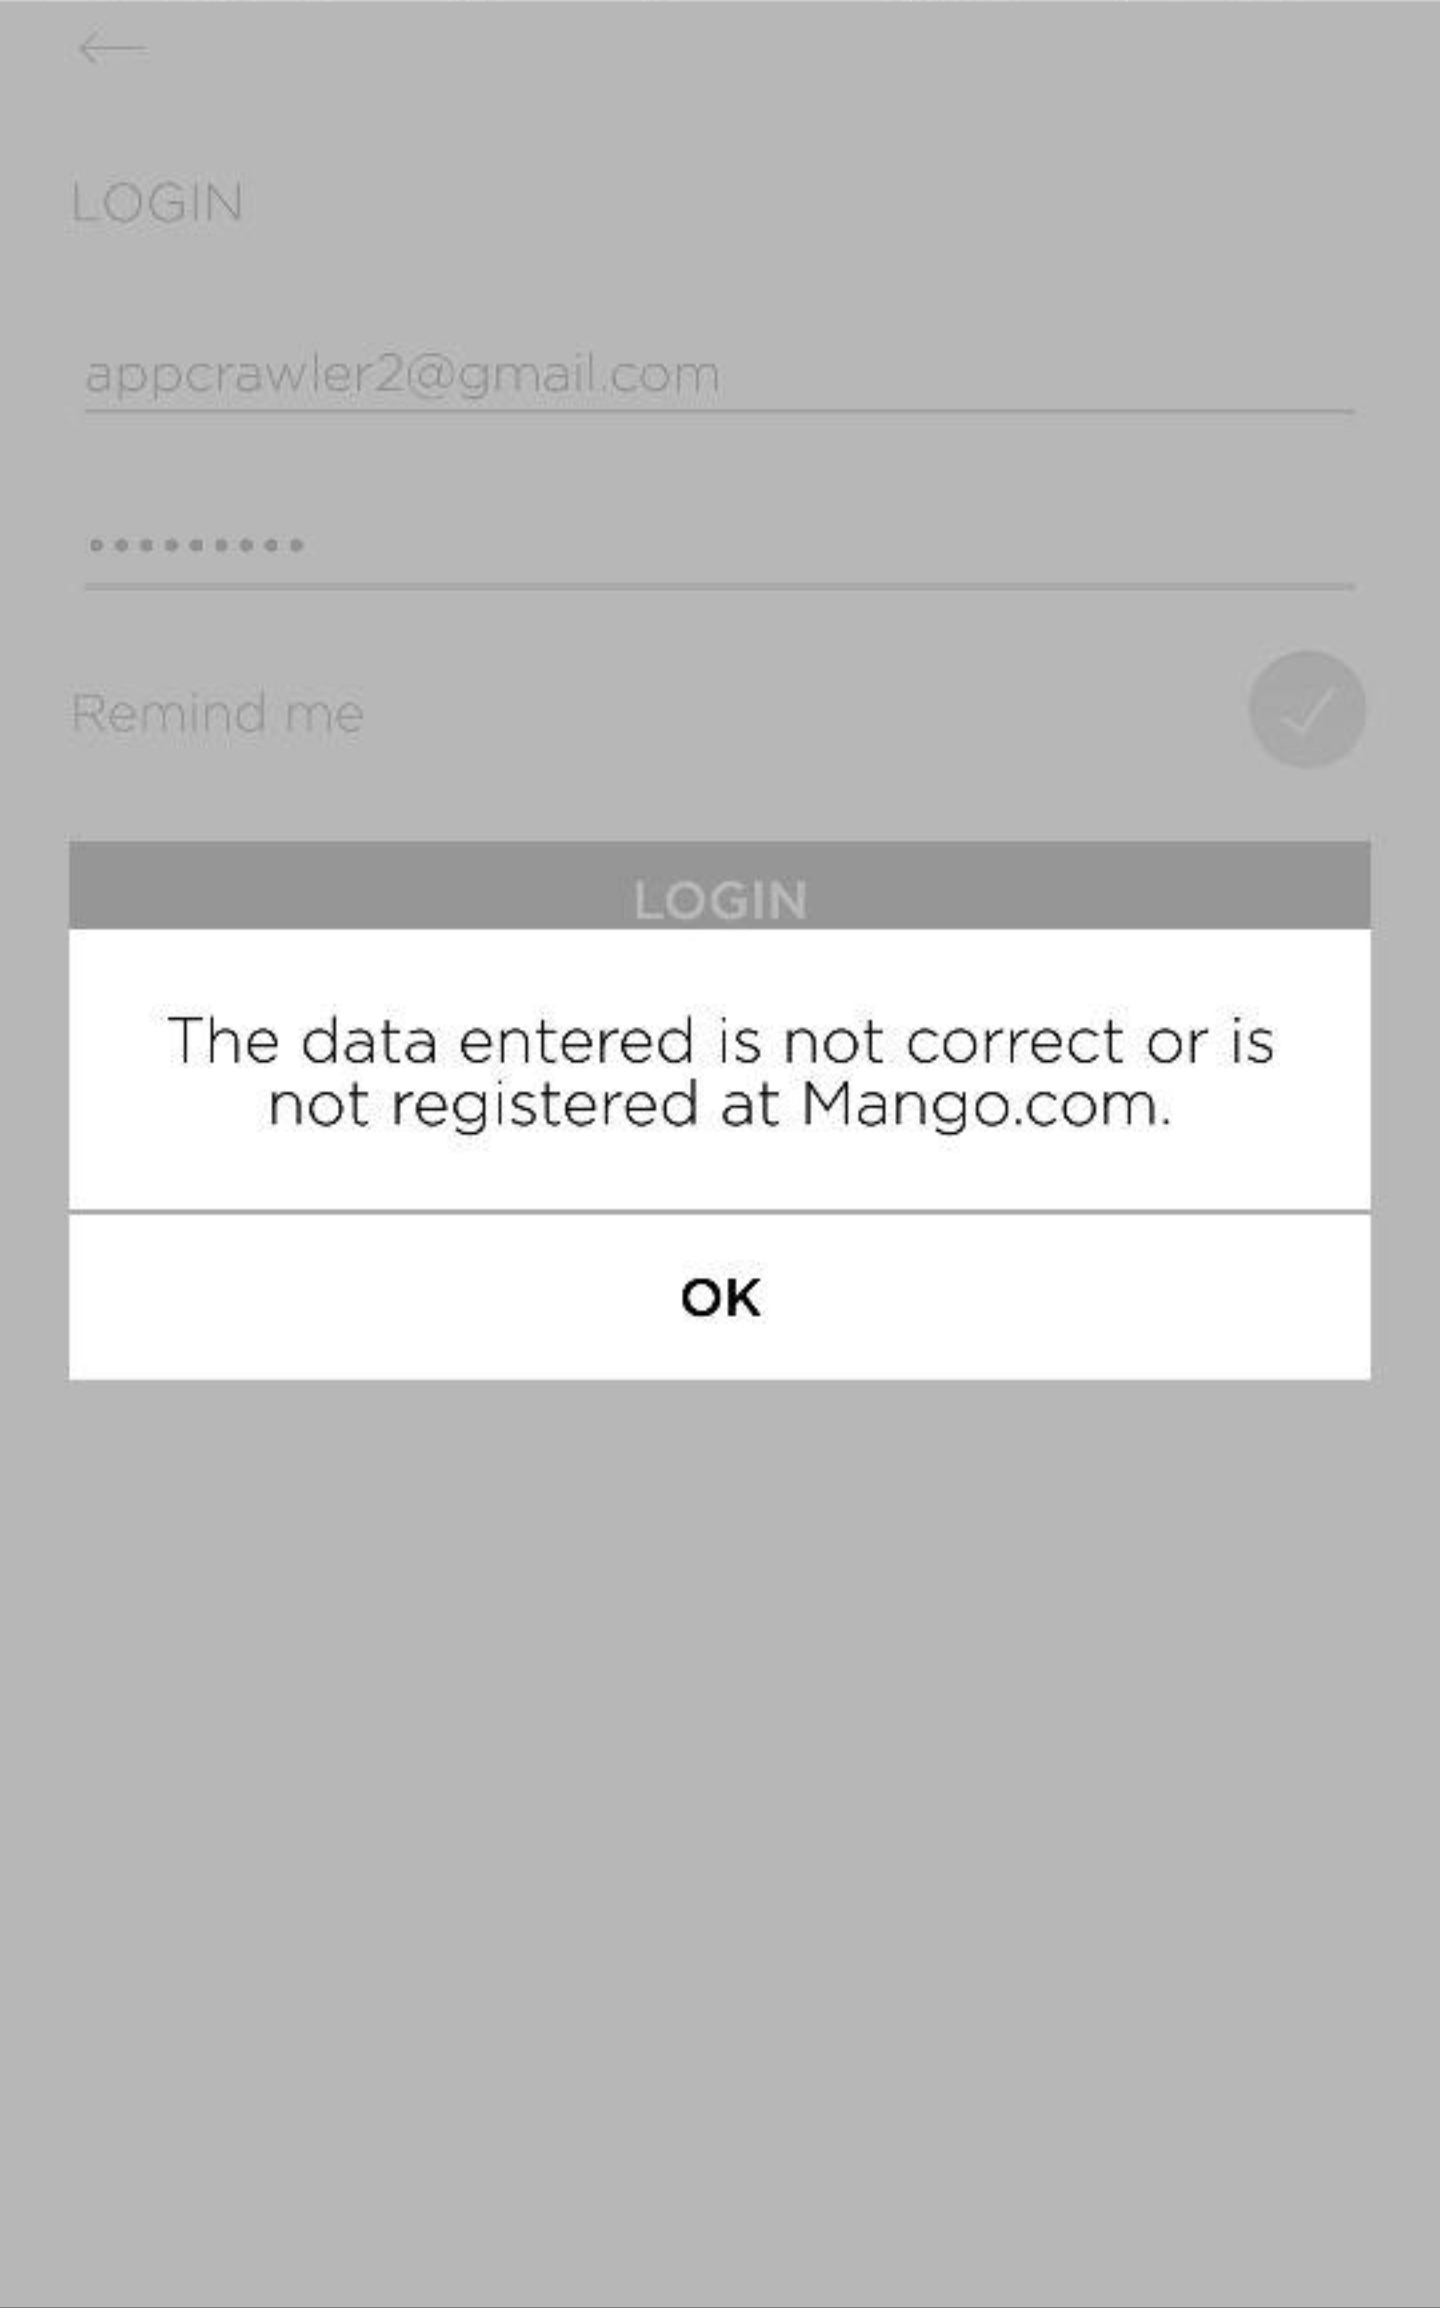 LOGIN
appcrawler2@gmail.com
•••••••••
Remind me
LOGIN
The data entered is not correct or is
not registered at Mango.com.
OK